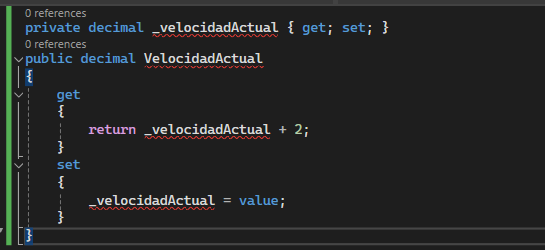 0 references
private decimal _velocidadActual { get; set; }
0 references
public decimal VelocidadActual
{
get
{
return _velocidadActual + 2;
}
set
{
_velocidadActual = value;
}
}